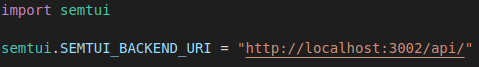 import semtui
semtui.SEMTUI_BACKEND_URI = "http://localhost:3002/api/"